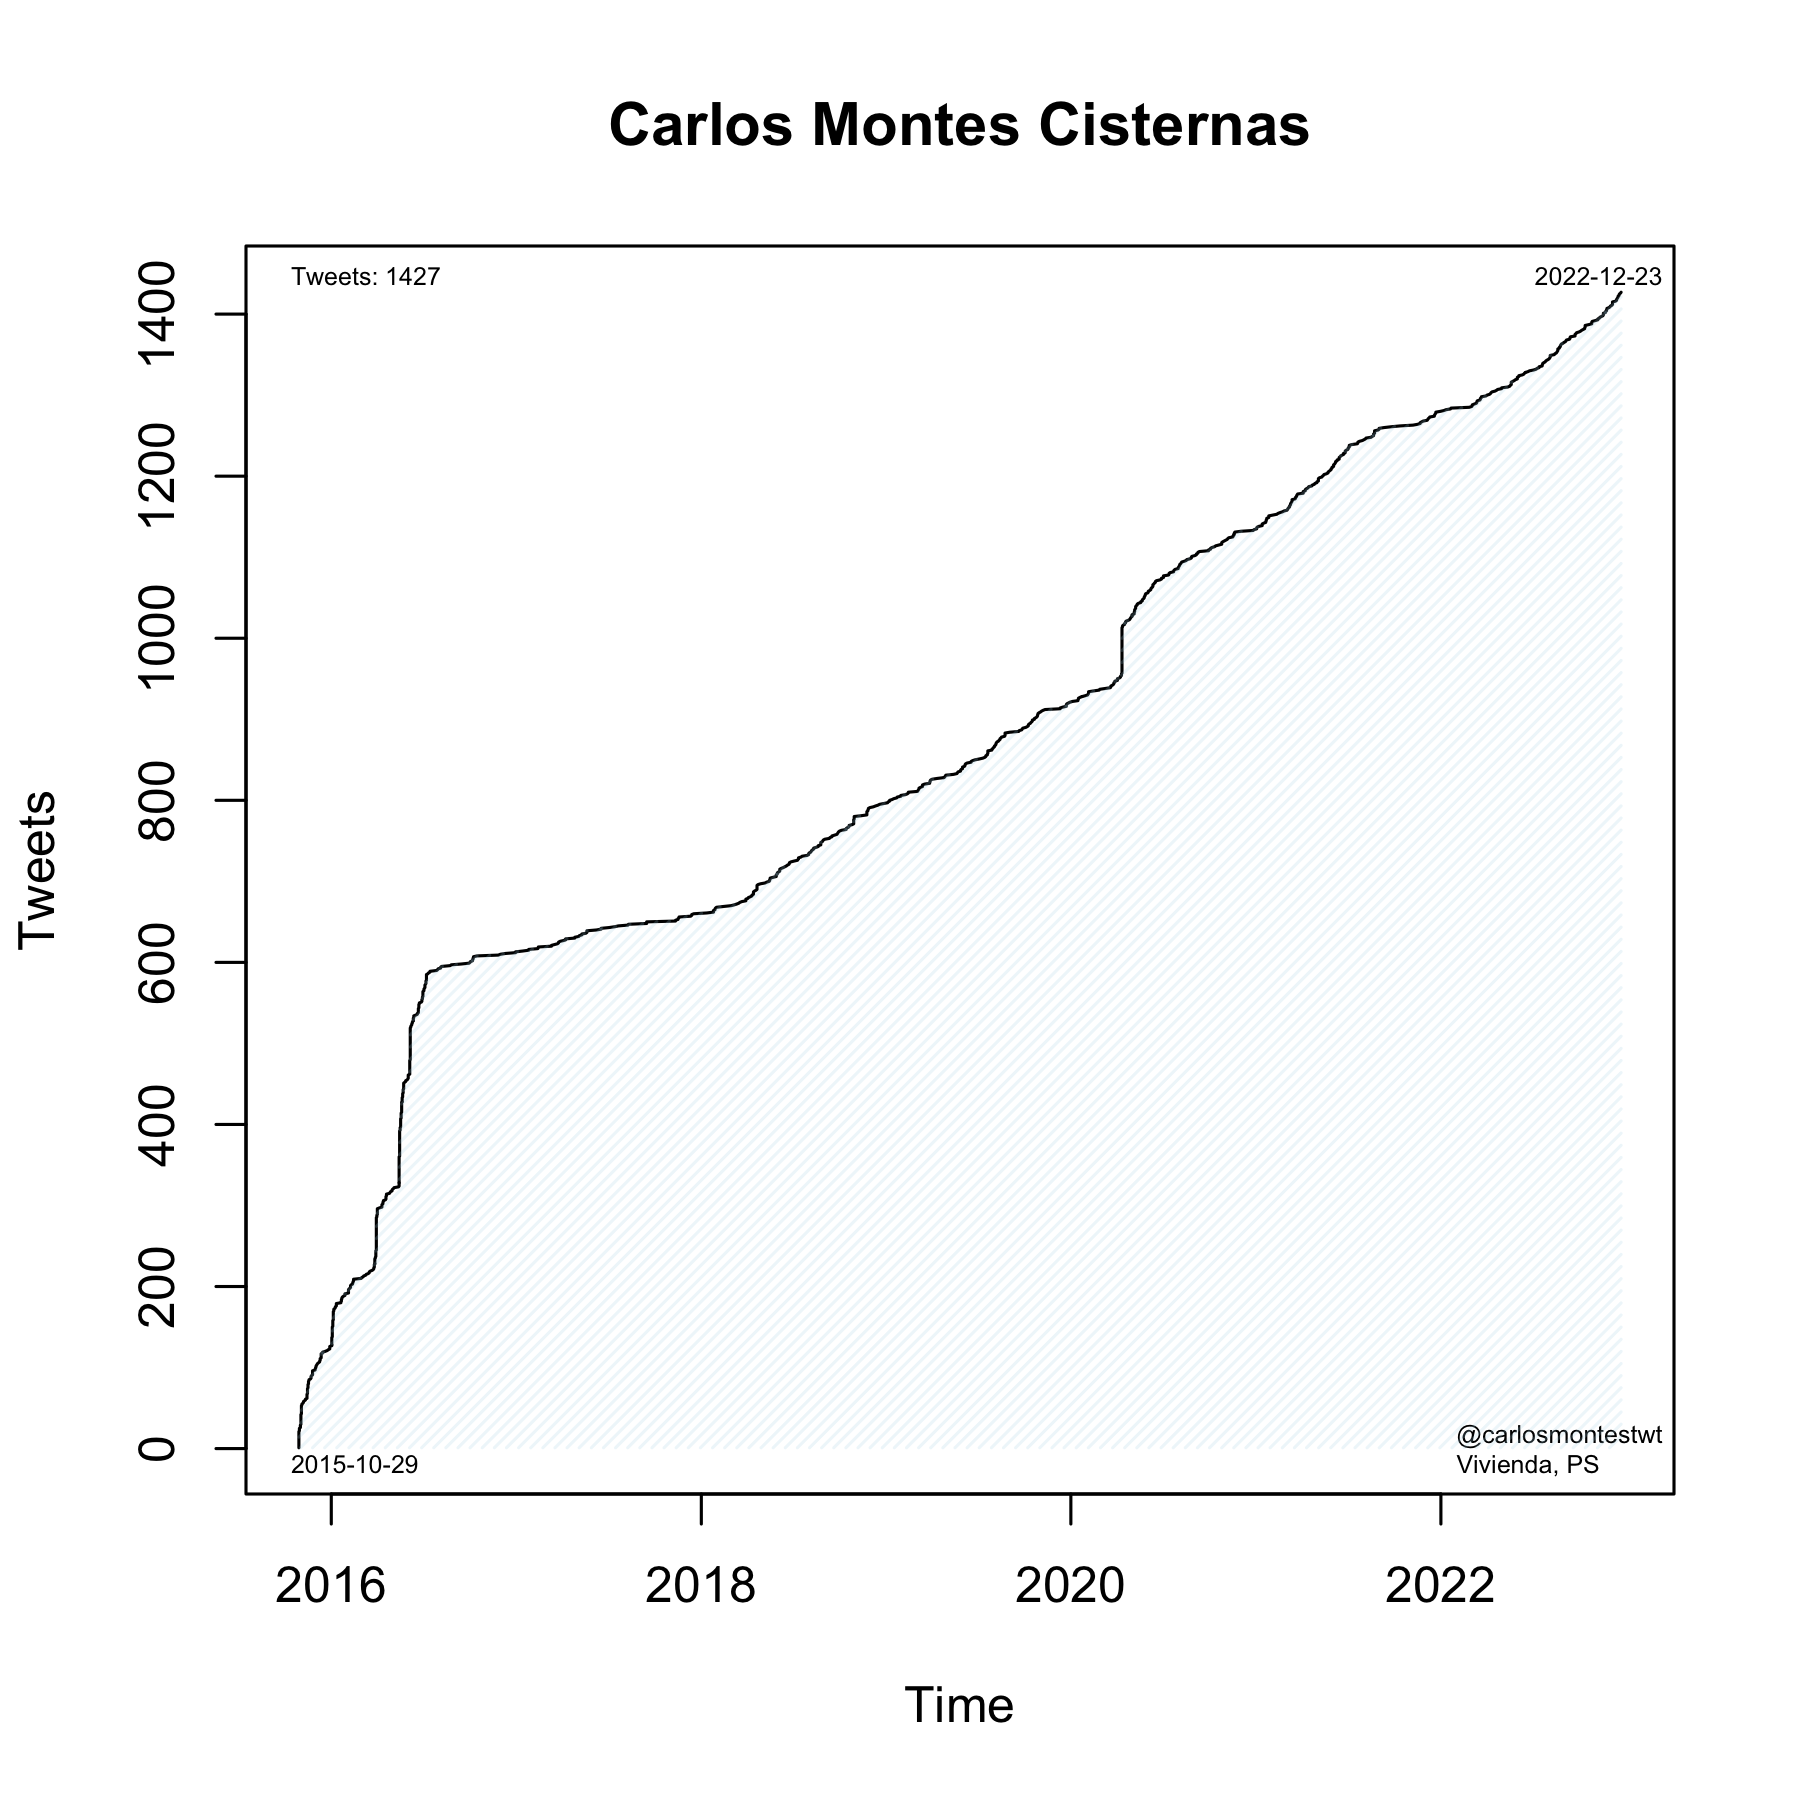 Carlos Montes Cisternas
Tweets: 1427
2022-12-23
1400
1200
1000
800
600
400
200
0
Tweets
2015-10-29
@carlosmontestwt
Vivienda, PS
2016
2018
2020
2022
Time